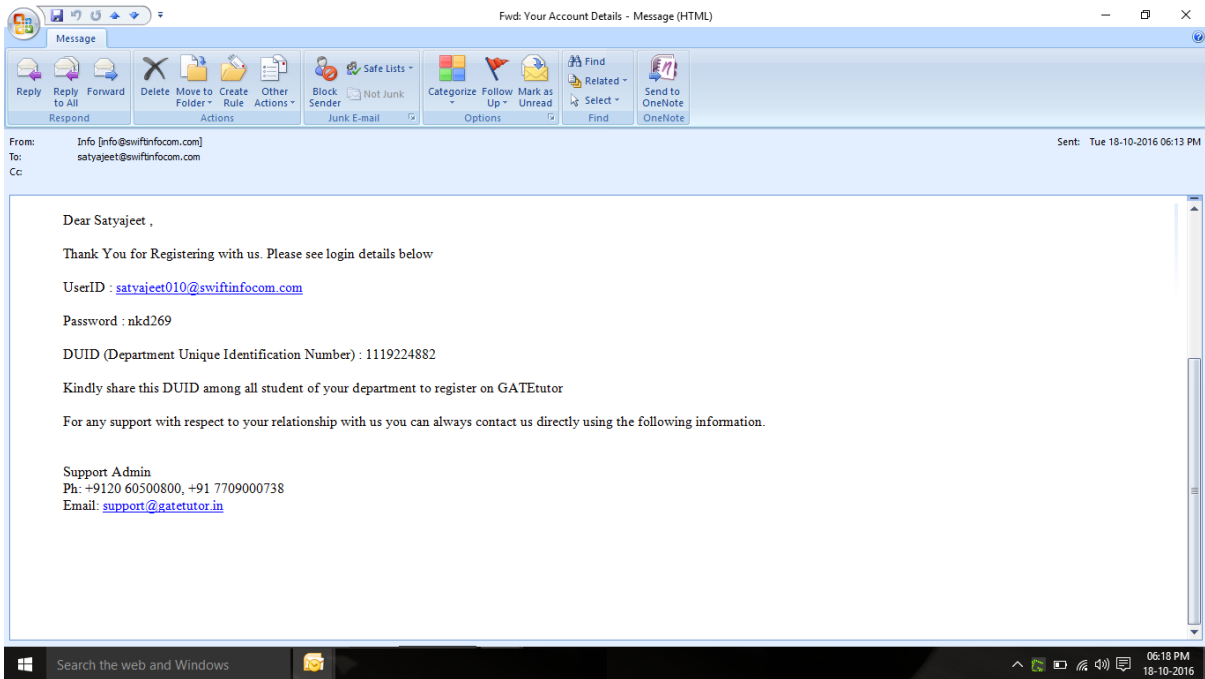 Fwd: Your Account Details - Message (HTML)
Message
Reply
Reply to All
Forward
Respond
Delete
Move to Folder
Create Rule
Other Actions
Actions
Block Sender
Safe Lists
Not Junk
Junk E-mail
Categorize
Follow Up
Mark as Unread
Options
Find
Related
Select
Find
Send to OneNote
OneNote
From: Info [info@swiftinfocom.com]
Sent: Tue 18-10-2016 06:13 PM
To: satyajeet@swiftinfocom.com
Cc:
Dear Satyajeet ,
Thank You for Registering with us. Please see login details below
UserID : satyajeet010@swiftinfocom.com
Password : nkd269
DUID (Department Unique Identification Number) : 1119224882
Kindly share this DUID among all student of your department to register on GATEtutor
For any support with respect to your relationship with us you can always contact us directly using the following information.
Support Admin
Ph: +9120 60500800, +91 7709000738
Email: support@gatetutor.in
Search the web and Windows
06:18 PM
18-10-2016